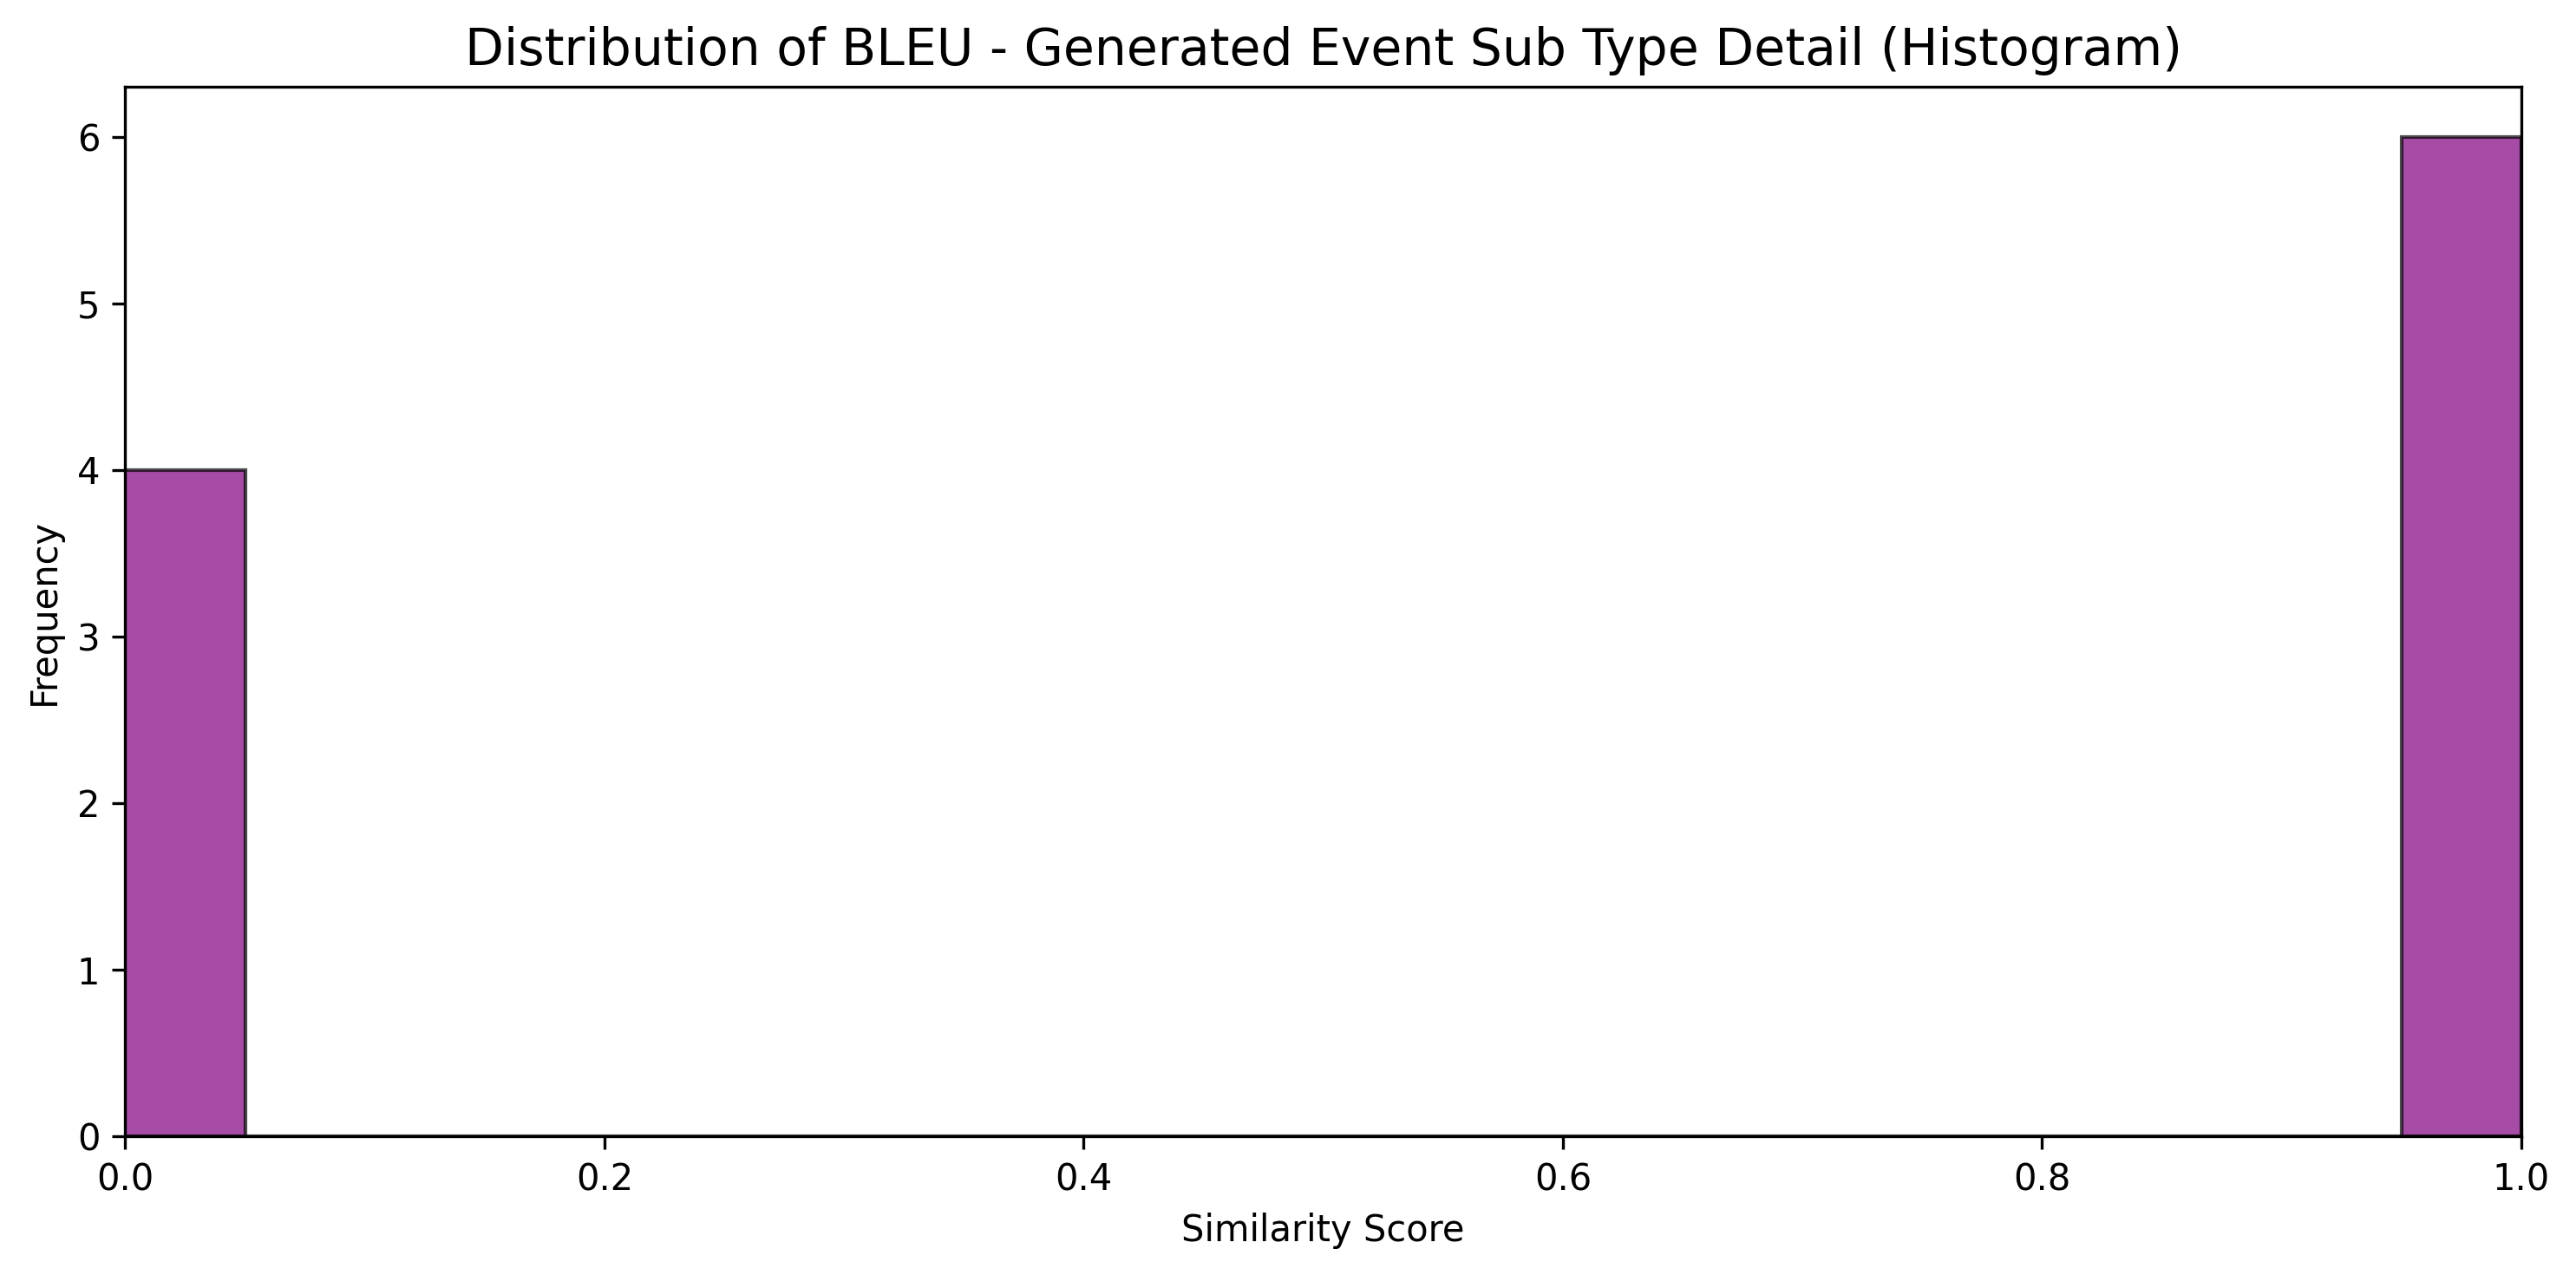 Distribution of BLEU - Generated Event Sub Type Detail (Histogram)
6
5
4
3
2
1
0
Frequency
0.0 0.2 0.4 0.6 0.8 1.0
Similarity Score